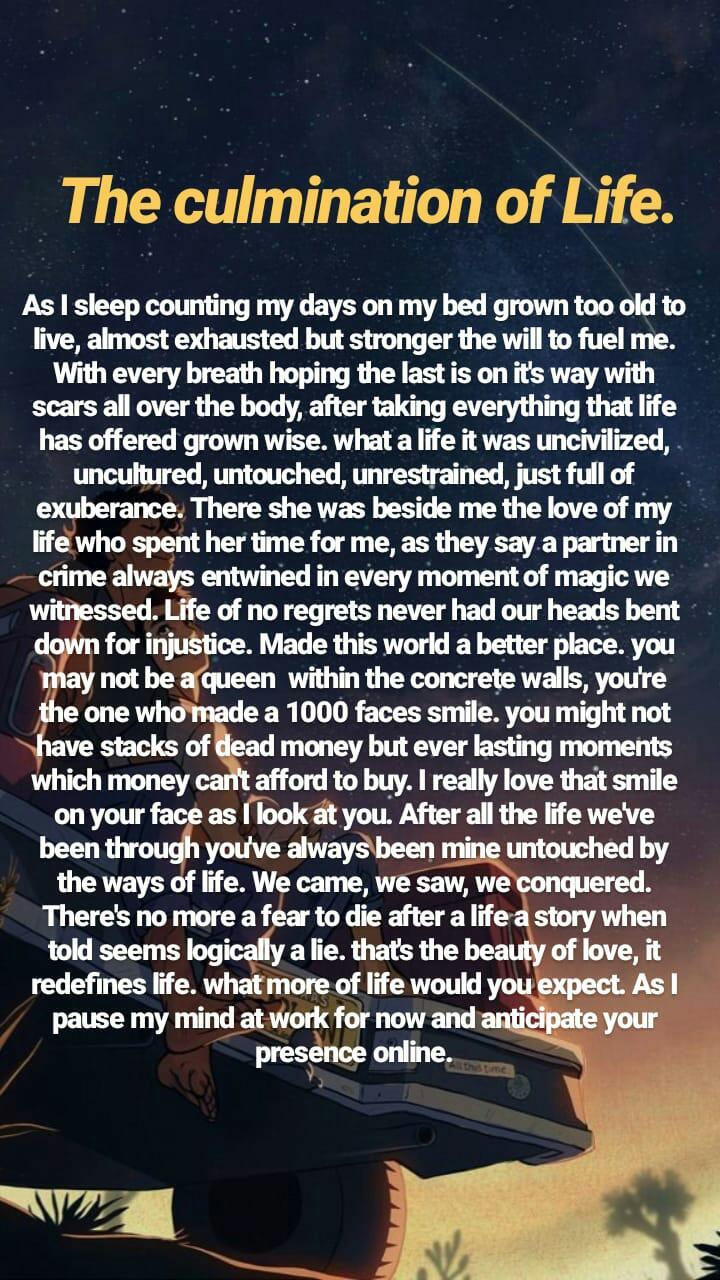 The culmination of Life.
As I sleep counting my days on my bed grown too old to
live, almost exhausted but stronger the will to fuel me.
With every breath hoping the last is on it's way with
scars all over the body, after taking everything that life
has offered grown wise. what a life it was uncivilized,
uncultured, untouched, unrestrained, just full of
exuberance. There she was beside me the love of my
life who spent her time for me, as they say a partner in
crime always entwined in every moment of magic we
witnessed. Life of no regrets never had our heads bent
down for injustice. Made this world a better place. you
may not be a queen  within the concrete walls, you're
the one who made a 1000 faces smile. you might not
have stacks of dead money but ever lasting moments
which money can't afford to buy. I really love that smile
on your face as I look at you. After all the life we've
been through you've always been mine untouched by
the ways of life. We came, we saw, we conquered.
There's no more a fear to die after a life a story when
told seems logically a lie. that's the beauty of love, it
redefines life. what more of life would you expect. As I
pause my mind at work for now and anticipate your
presence online.
All this time.